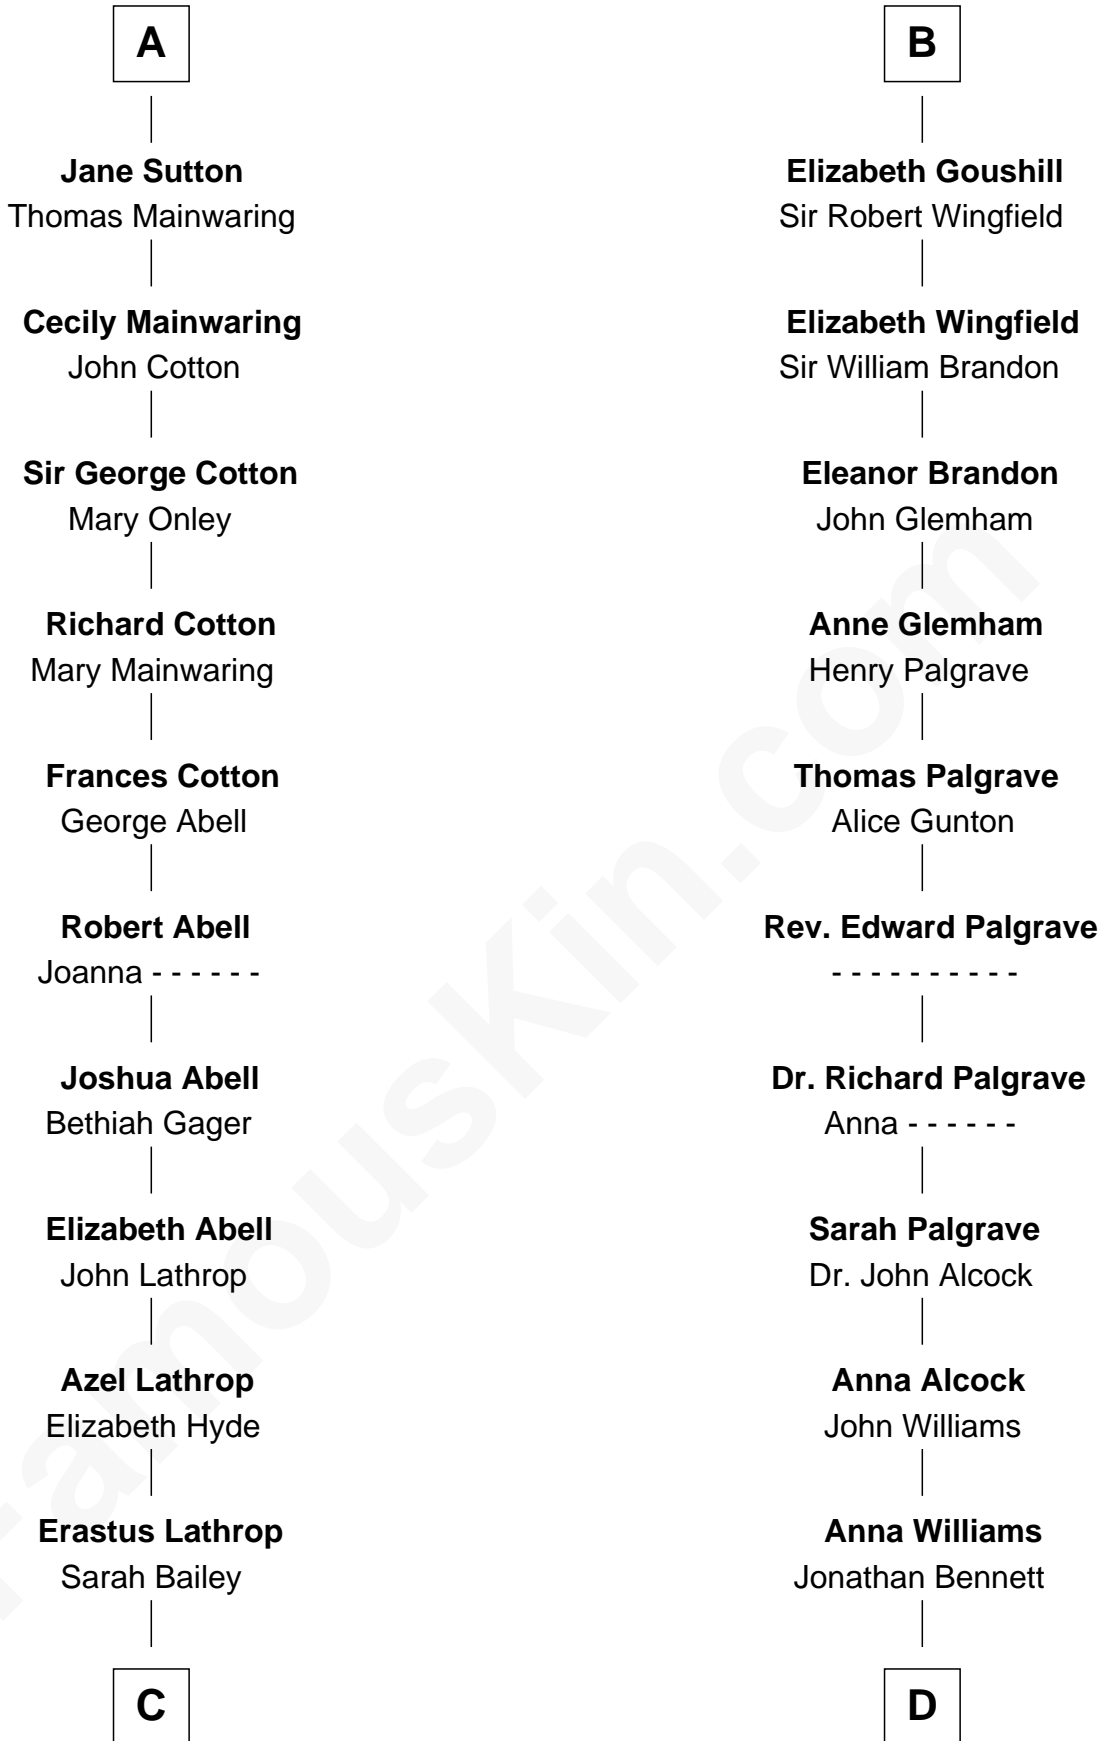 A
Jane Sutton
Thomas Mainwaring
Cecily Mainwaring
John Cotton
Sir George Cotton
Mary Onley
Richard Cotton
Mary Mainwaring
Frances Cotton
George Abell
Robert Abell
Joanna - - - - - -
Joshua Abell
Bethiah Gager
Elizabeth Abell
John Lathrop
Azel Lathrop
Elizabeth Hyde
Erastus Lathrop
Sarah Bailey
C
B
Elizabeth Goushill
Sir Robert Wingfield
Elizabeth Wingfield
Sir William Brandon
Eleanor Brandon
John Glemham
Anne Glemham
Henry Palgrave
Thomas Palgrave
Alice Gunton
Rev. Edward Palgrave
- - - - - - - - - -
Dr. Richard Palgrave
Anna - - - - - -
Sarah Palgrave
Dr. John Alcock
Anna Alcock
John Williams
Anna Williams
Jonathan Bennett
D
FamousKin.com